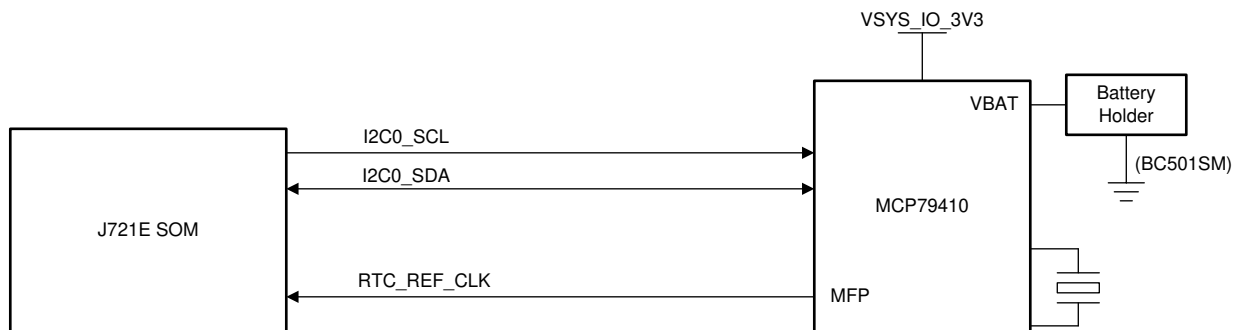 VSYS_IO_3V3
VBAT
Battery
Holder
I2C0_SCL
(BC501SM)
I2C0_SDA
MCP79410
J721E SOM
RTC_REF_CLK
MFP